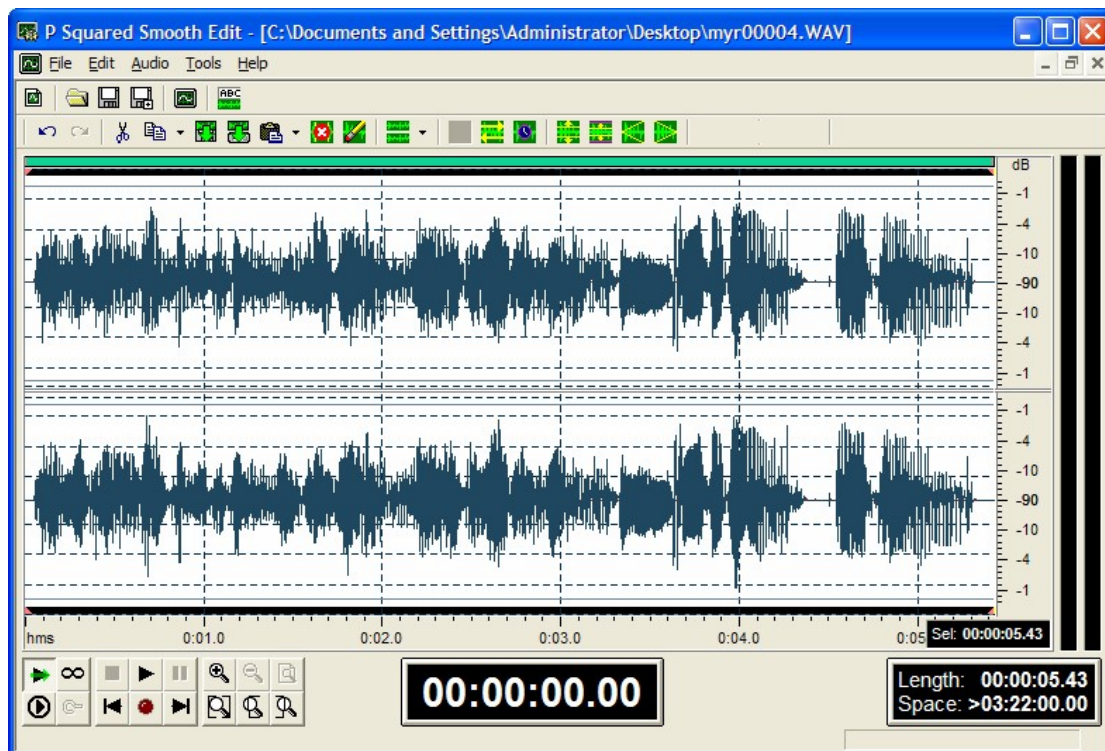 P Squared Smooth Edit - [C:\Documents and Settings\Administrator\Desktop\myr00004.WAV]
File Edit Audio Tools Help
ABC
dB
-1
-4
-10
-90
-10
-4
-1
-1
-4
-10
-90
-10
-4
-1
hms 0:01.0 0:02.0 0:03.0 0:04.0 0:05 Sel: 00:00:05.43
00:00:00.00
Length: 00:00:05.43
Space: >03:22:00.00